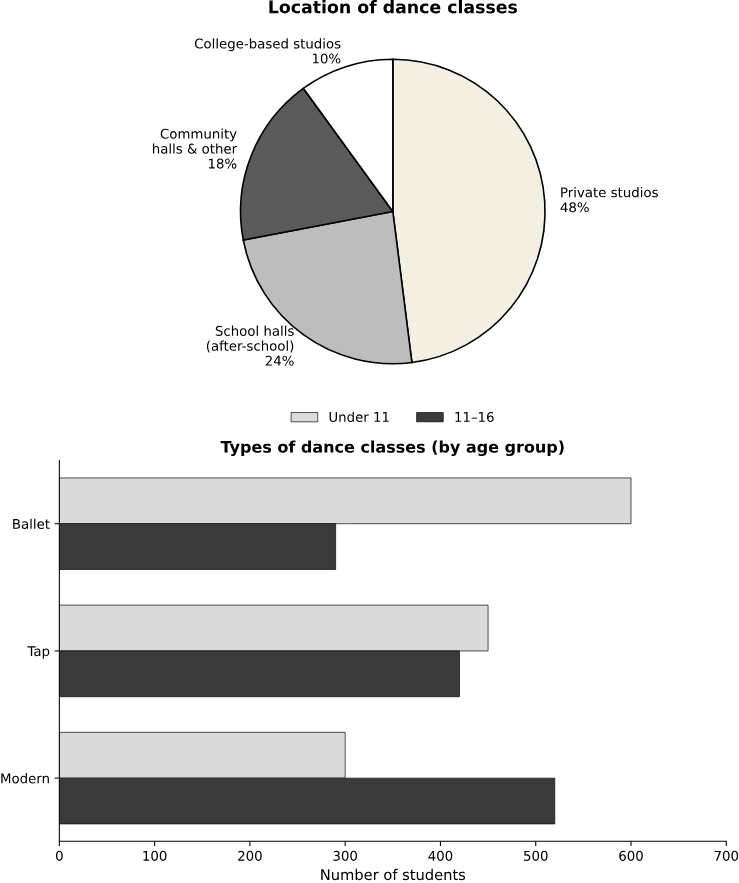 Location of dance classes
College-based studios
10%
Community
halls & other
18%
Private studios
48%
School halls
(after-school)
24%
Under 11
11–16
Types of dance classes (by age group)
Ballet
Tap
Modern
0 100 200 300 400 500 600 700
Number of students